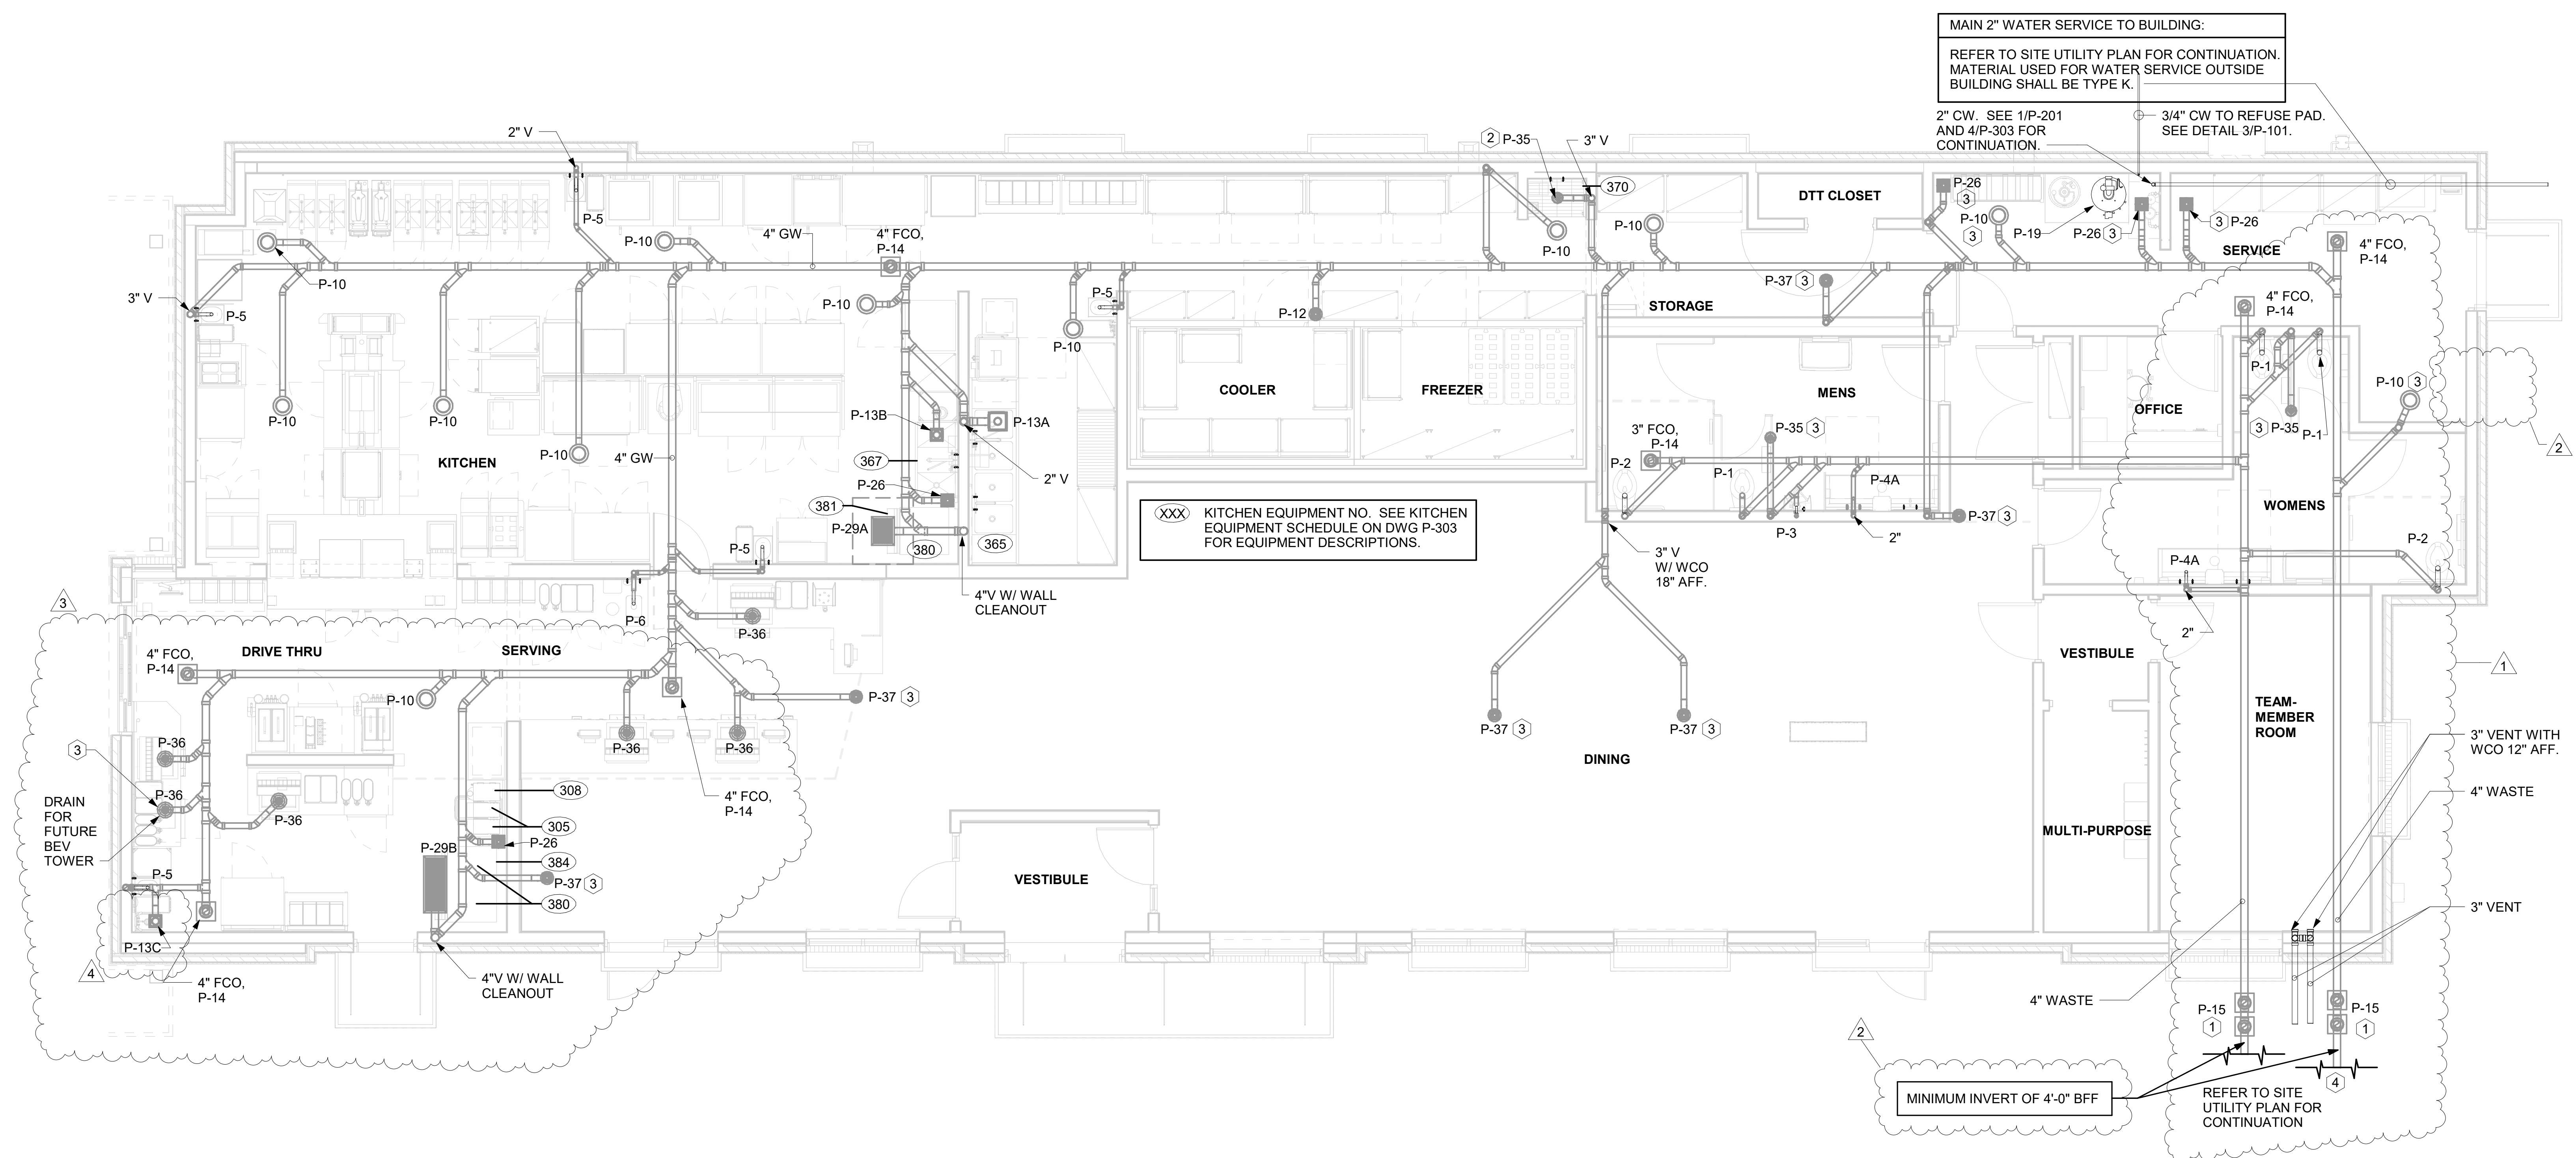 MAIN 2" WATER SERVICE TO BUILDING:
REFER TO SITE UTILITY PLAN FOR CONTINUATION.
MATERIAL USED FOR WATER SERVICE OUTSIDE
BUILDING SHALL BE TYPE K.
2" CW. SEE 1/P-201
AND 4/P-303 FOR
CONTINUATION.
3/4" CW TO REFUSE PAD.
SEE DETAIL 3/P-101.
2" V
2
P-35
3" V
370
DTT CLOSET
P-26
3
P-10
3
P-19
P-26
3
3
P-26
SERVICE
4" FCO,
P-14
P-5
P-10
4" GW
4" FCO,
P-14
P-10
P-10
P-10
3" V
P-5
P-10
P-5
P-12
P-37
3
STORAGE
4" FCO,
P-14
P-10
P-10
P-10
P-10
KITCHEN
4" GW
P-13B
P-13A
367
P-26
2" V
381
P-29A
380
365
COOLER
FREEZER
MENS
OFFICE
P-1
P-10
3
3
P-35
P-1
2
3" FCO,
P-14
P-35
3
P-2
P-1
P-4A
P-3
2"
P-37
3
WOMENS
P-2
P-4A
2"
XXX
KITCHEN EQUIPMENT NO. SEE KITCHEN
EQUIPMENT SCHEDULE ON DWG P-303
FOR EQUIPMENT DESCRIPTIONS.
3" V
W/ WCO
18" AFF.
P-5
4"V W/ WALL
CLEANOUT
P-6
P-36
3
DRIVE THRU
SERVING
4" FCO,
P-14
P-10
P-37
3
P-36
P-36
P-37
3
P-37
3
DINING
VESTIBULE
1
TEAM-
MEMBER
ROOM
3" VENT WITH
WCO 12" AFF.
4" WASTE
3
P-36
P-36
P-36
DRAIN
FOR
FUTURE
BEV
TOWER
4" FCO,
P-14
308
305
P-26
384
P-29B
P-37
3
380
P-5
P-13C
4
4" FCO,
P-14
4"V W/ WALL
CLEANOUT
VESTIBULE
MULTI-PURPOSE
3" VENT
4" WASTE
P-15
1
P-15
1
2
MINIMUM INVERT OF 4'-0" BFF
4
REFER TO SITE
UTILITY PLAN FOR
CONTINUATION